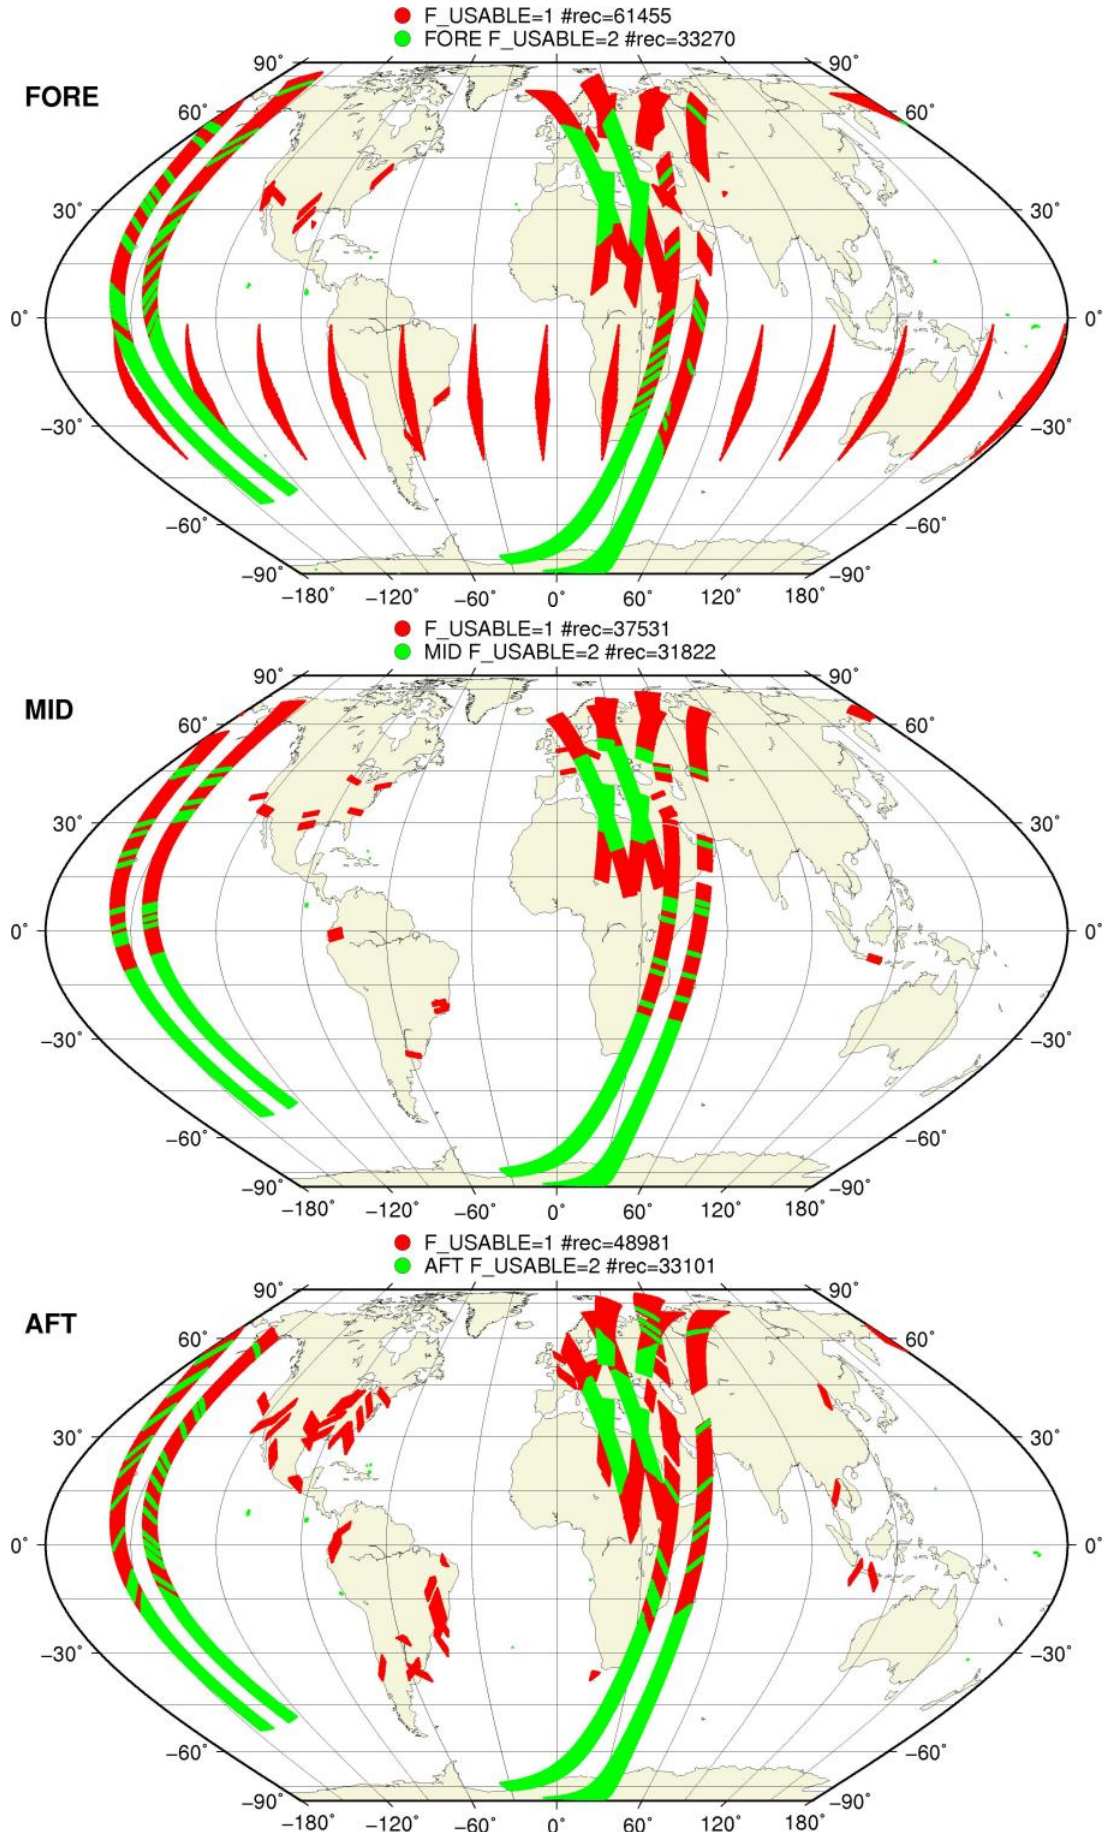 F_USABLE=1 #rec=61455
FORE F_USABLE=2 #rec=33270
FORE
90˚ 90˚
60˚ 60˚
30˚ 30˚
0˚ 0˚
−30˚ −30˚
−60˚ −60˚
−90˚ −90˚
−180˚ −120˚ −60˚ 0˚ 60˚ 120˚ 180˚
F_USABLE=1 #rec=37531
MID F_USABLE=2 #rec=31822
MID
90˚ 90˚
60˚ 60˚
30˚ 30˚
0˚ 0˚
−30˚ −30˚
−60˚ −60˚
−90˚ −90˚
−180˚ −120˚ −60˚ 0˚ 60˚ 120˚ 180˚
F_USABLE=1 #rec=48981
AFT F_USABLE=2 #rec=33101
AFT
90˚ 90˚
60˚ 60˚
30˚ 30˚
0˚ 0˚
−30˚ −30˚
−60˚ −60˚
−90˚ −90˚
−180˚ −120˚ −60˚ 0˚ 60˚ 120˚ 180˚